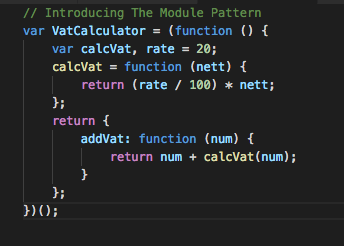 // Introducing The Module Pattern
var VatCalculator = (function () {
    var calcVat, rate = 20;
    calcVat = function (nett) {
        return (rate / 100) * nett;
    };
    return {
        addVat: function (num) {
            return num + calcVat(num);
        }
    };
})();